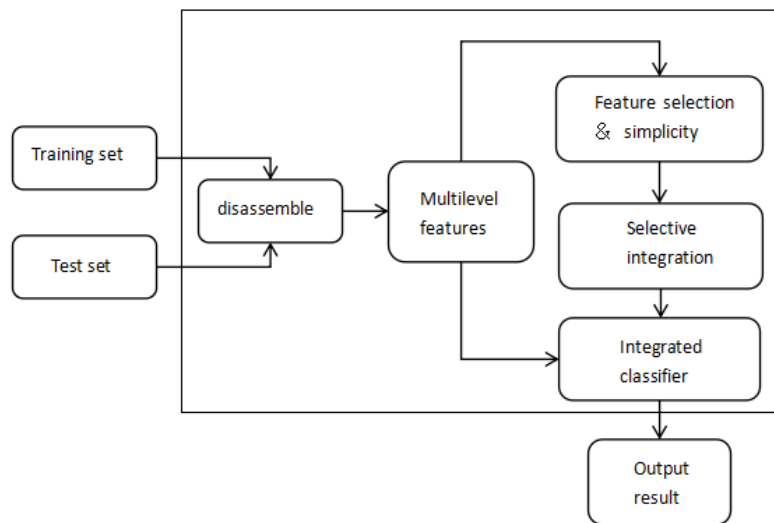 Training set
Test set
disassemble
Multilevel
features
Feature selection
& simplicity
Selective
integration
Integrated
classifier
Output
result